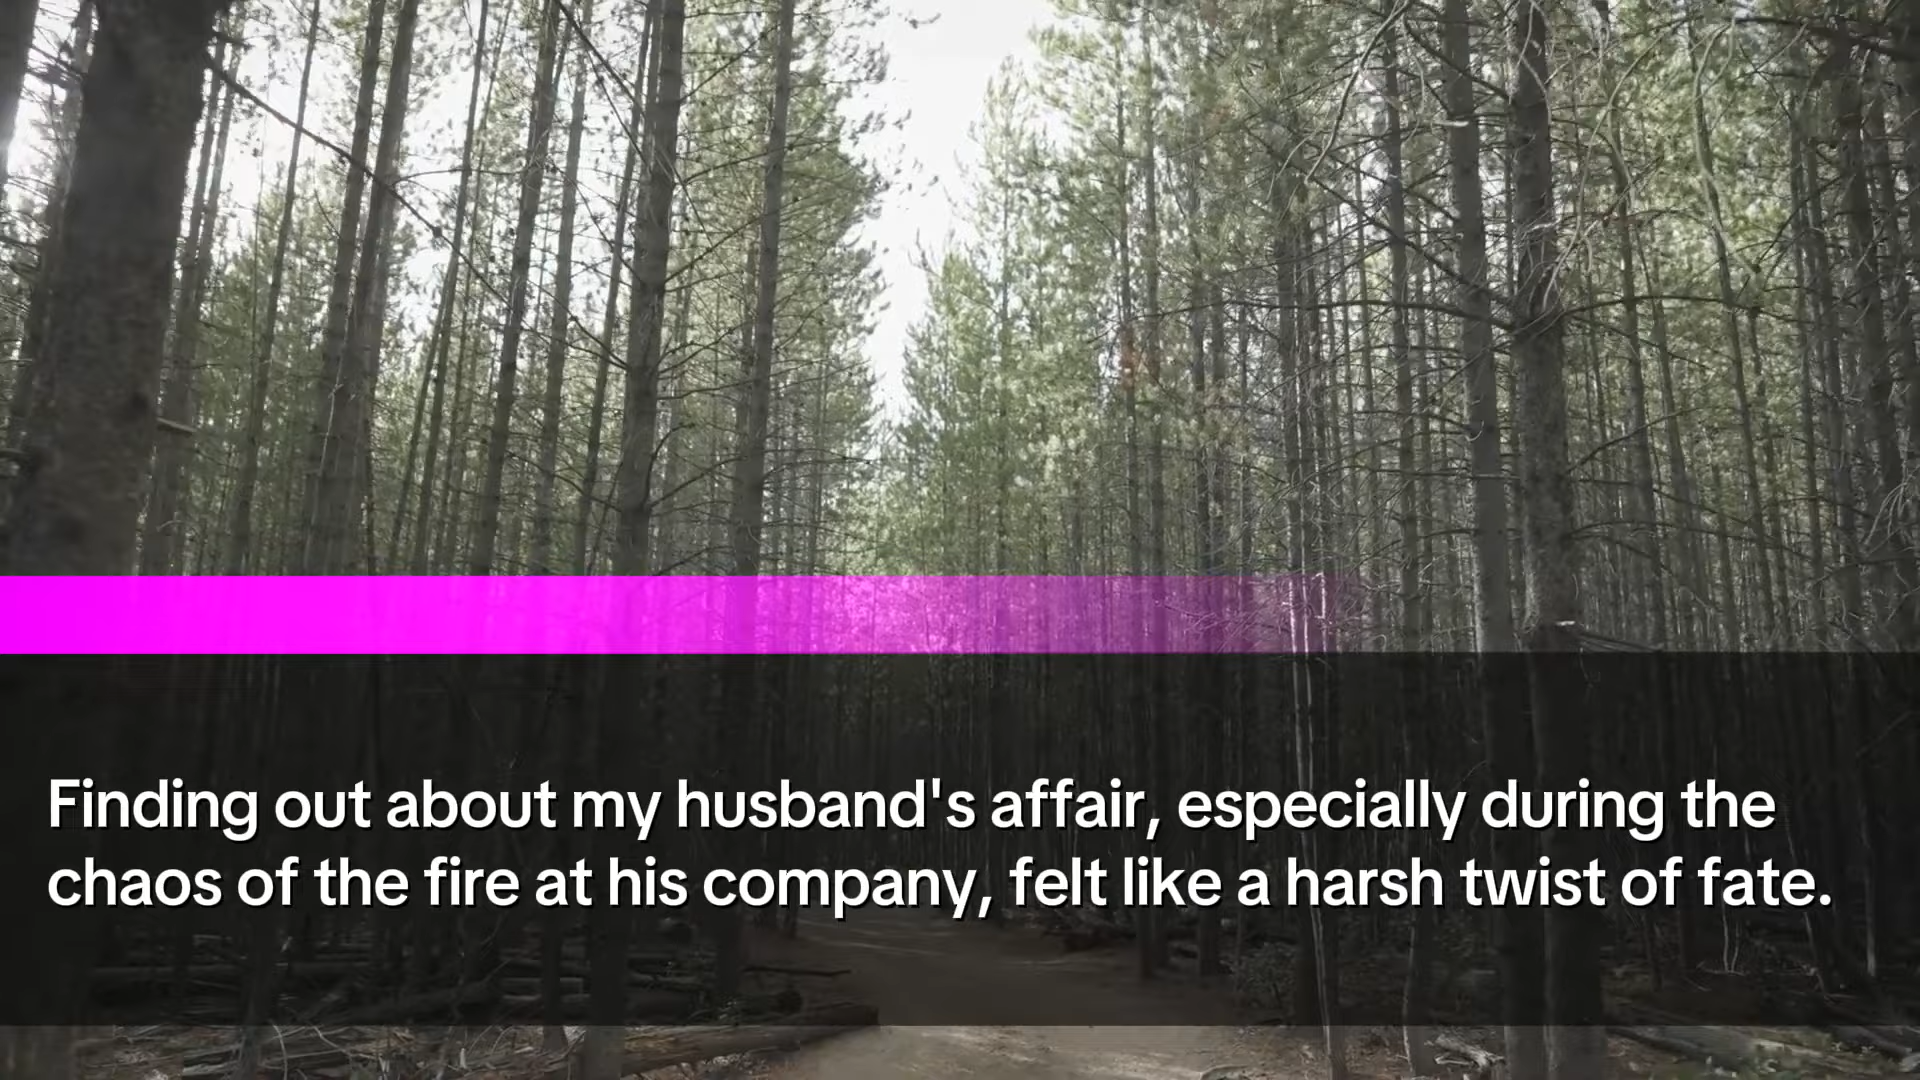 Finding out about my husband's affair, especially during the
chaos of the fire at his company, felt like a harsh twist of fate.